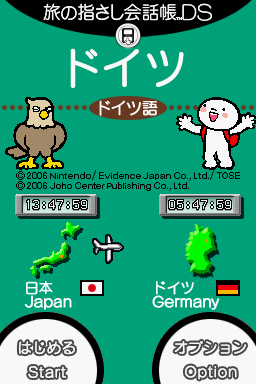 旅の指さし会話帳™DS
ドイツ
ドイツ語
©2006 Nintendo/ Evidence Japan Co., Ltd./ TOSE
©2006 Joho Center Publishing Co., Ltd.
13:47:59 05:47:59
日本 ドイツ
Japan Germany
はじめる オプション
Start Option